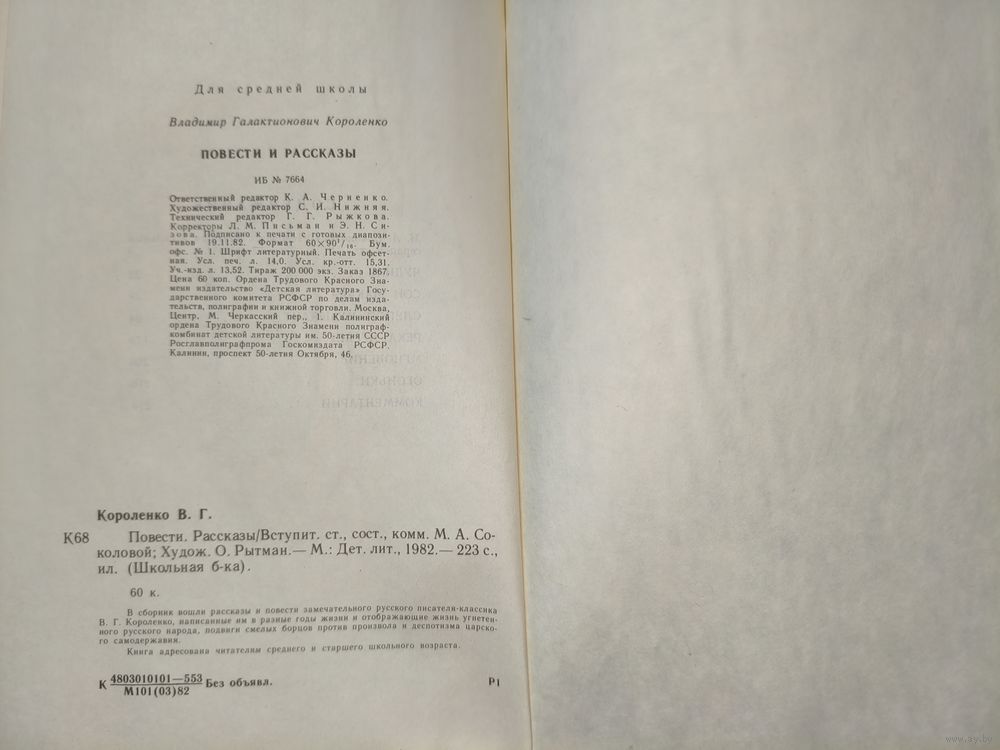 Для средней школы
Владимир Галактионович Короленко
ПОВЕСТИ И РАССКАЗЫ
ИБ № 7664
Ответственный редактор К. А. Черненко.
Художественный редактор С. И. Нижняя.
Технический редактор Г. Г. Рыжкова.
Корректоры Л. М. Письман и Э. Н. Си-
зова. Подписано к печати с готовых диапози-
тивов 19.11.82. Формат 60×90 1/16. Бум.
офс. № 1. Шрифт литературный. Печать офсет-
ная. Усл. печ. л. 14,0. Усл. кр.-отт. 15,31.
Уч.-изд. л. 13,52. Тираж 200 000 экз. Заказ 1867.
Цена 60 коп. Ордена Трудового Красного Зна-
мени издательство «Детская литература» Госу-
дарственного комитета РСФСР по делам изда-
тельств, полиграфии и книжной торговли. Москва,
Центр, М. Черкасский пер., 1. Калининский
ордена Трудового Красного Знамени полиграф-
комбинат детской литературы им. 50-летия СССР
Росглавполиграфпрома Госкомиздата РСФСР.
Калинин, проспект 50-летия Октября, 46.
Короленко В. Г.
К68 Повести. Рассказы/Вступит. ст., сост., комм. М. А. Со-
коловой; Худож. О. Рытман.— М.: Дет. лит., 1982.— 223 с.,
ил. (Школьная б-ка).
60 к.
В сборник вошли рассказы и повести замечательного русского писателя-классика
В. Г. Короленко, написанные им в разные годы жизни и отображающие жизнь угнетен-
ного русского народа, подвиги смелых борцов против произвола и деспотизма царско-
го самодержавия.
Книга адресована читателям среднего и старшего школьного возраста.
К 4803010101—553
М101(03)82 Без объявл. Р1
www.ay.by